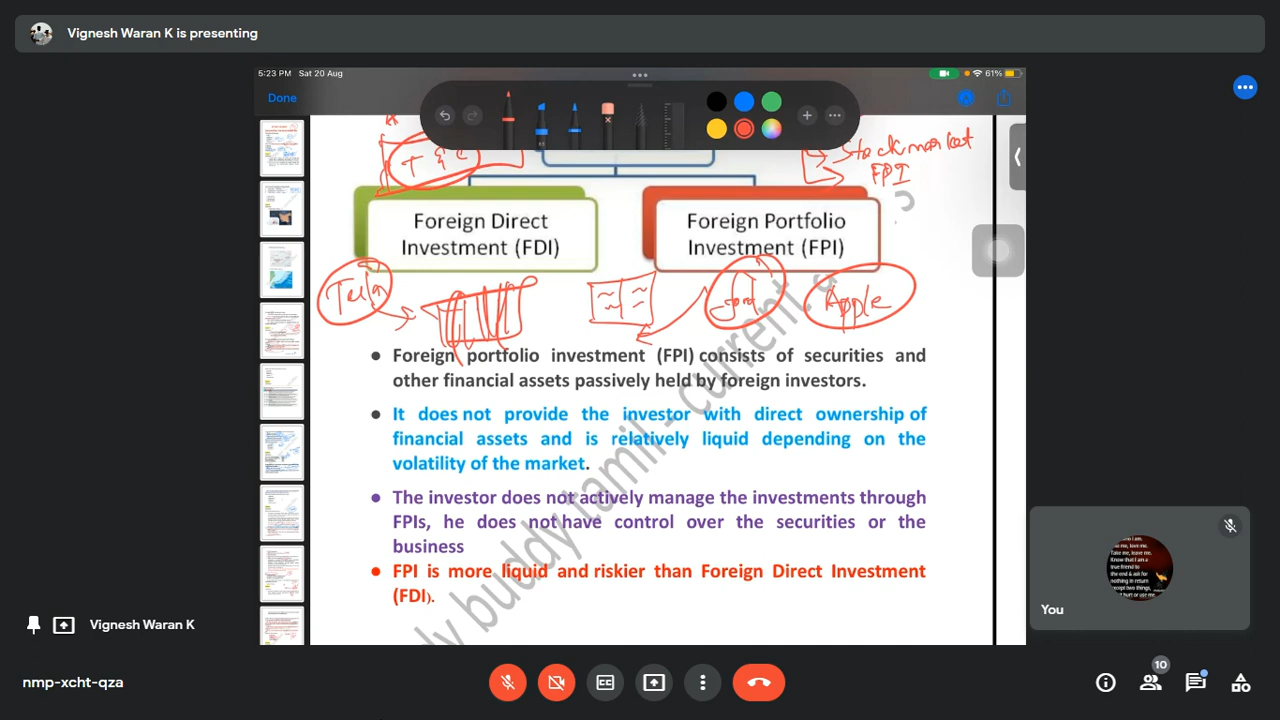 Vignesh Waran K is presenting
5:23 PM Sat 20 Aug
61%
Done
Stock market
FPI
Foreign Direct
Investment (FDI)
Foreign Portfolio
Investment (FPI)
Apple
• Foreign portfolio investment (FPI) consists of securities and
other financial assets passively held by foreign investors.
• It does not provide the investor with direct ownership of
financial assets and is relatively liquid depending on the
volatility of the market.
• The investor does not actively manage the investments through
FPIs, does not have control over the securities or the
business
• more liquid and riskier than Foreign Direct Investment
(FDI).
buddy tamil - current
You
Vignesh Waran K
nmp-xcht-qza
CC
10